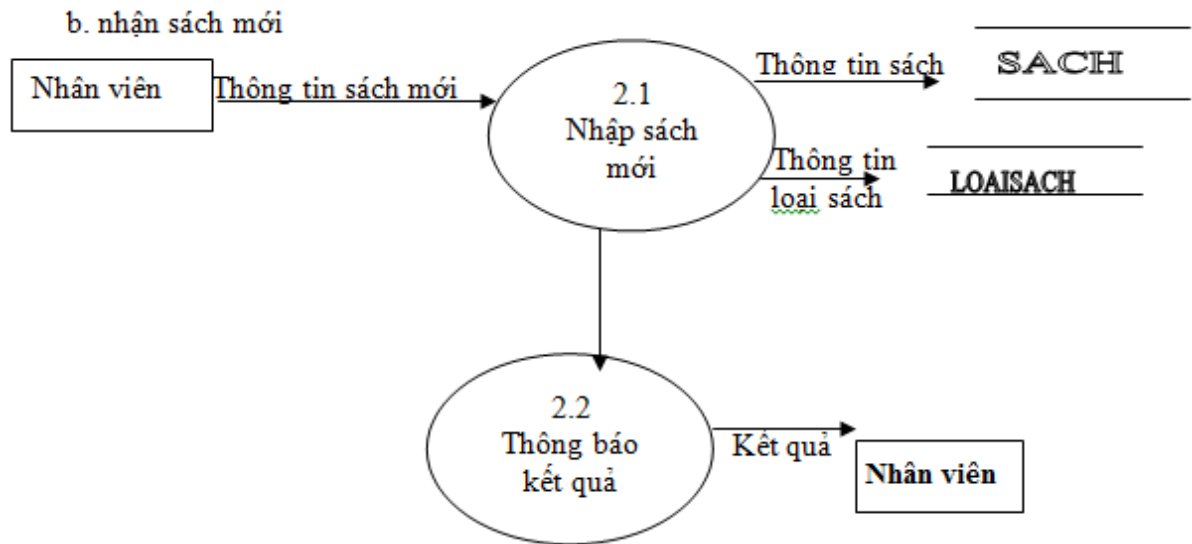 b. nhận sách mới
Nhân viên
Thông tin sách mới
2.1
Nhập sách
mới
Thông tin sách
SACH
Thông tin
loại sách
LOAISACH
2.2
Thông báo
kết quả
Kết quả
Nhân viên